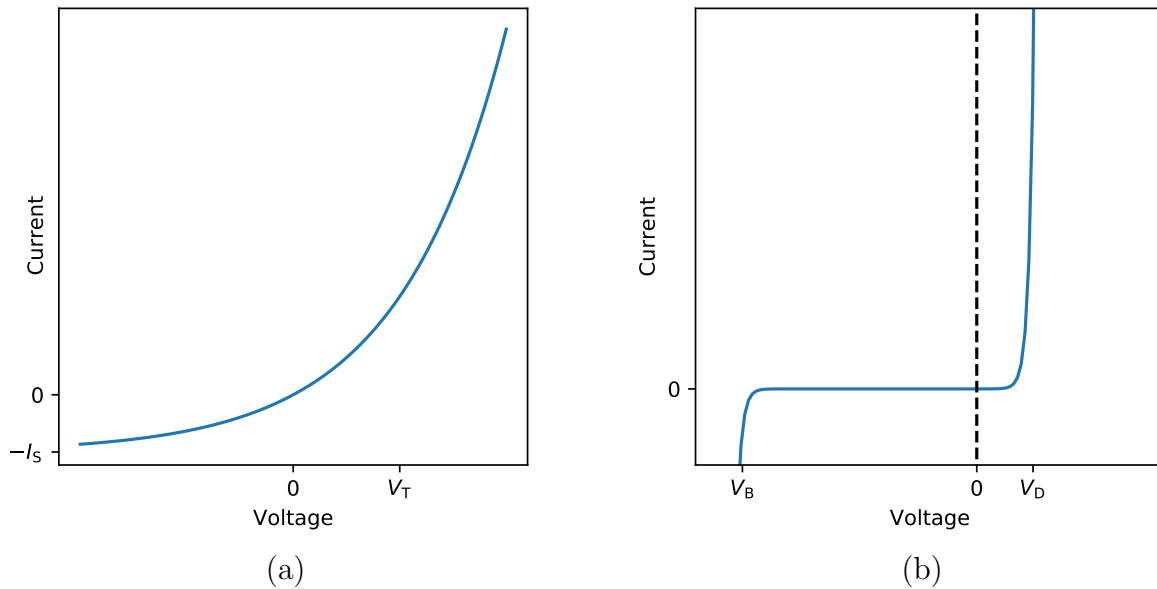 Current
0
−I_S
0 V_T
Voltage
(a)
Current
0
V_B 0 V_D
Voltage
(b)